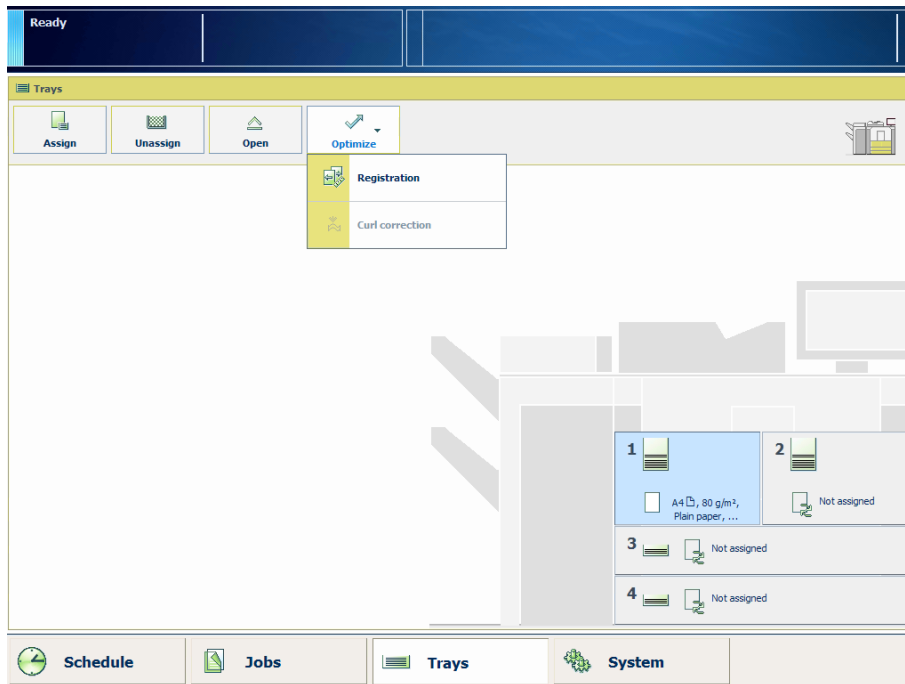 Ready
Trays
Assign
Unassign
Open
Optimize
Registration
Curl correction
1
A4, 80 g/m²,
Plain paper, ...
2
Not assigned
3
Not assigned
4
Not assigned
Schedule
Jobs
Trays
System